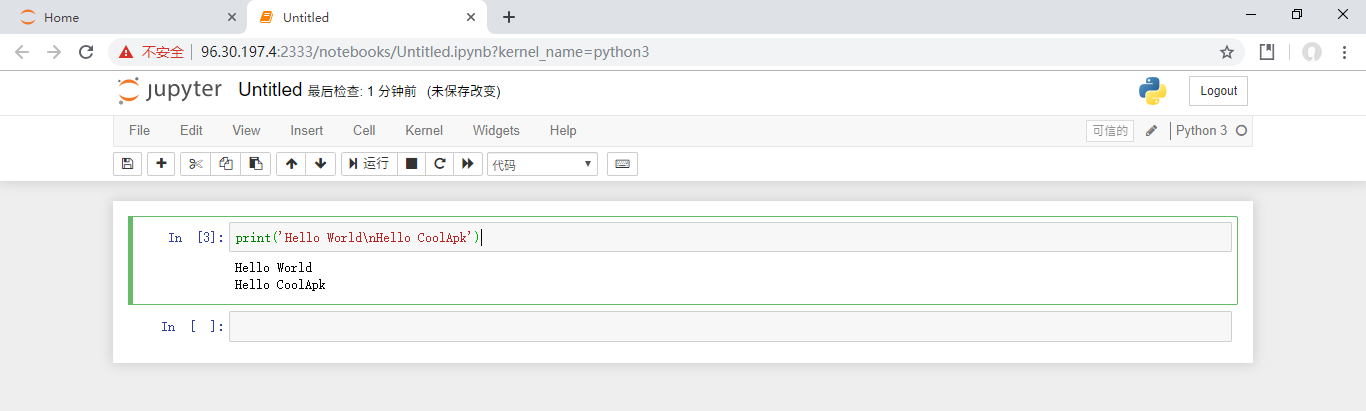 Home
Untitled
不安全 96.30.197.4:2333/notebooks/Untitled.ipynb?kernel_name=python3
jupyter Untitled 最后检查: 1 分钟前 (未保存改变)
Logout
File Edit View Insert Cell Kernel Widgets Help
可信的 Python 3
运行 代码
In [3]: print('Hello World\nHello CoolApk')
Hello World
Hello CoolApk
In [ ]: